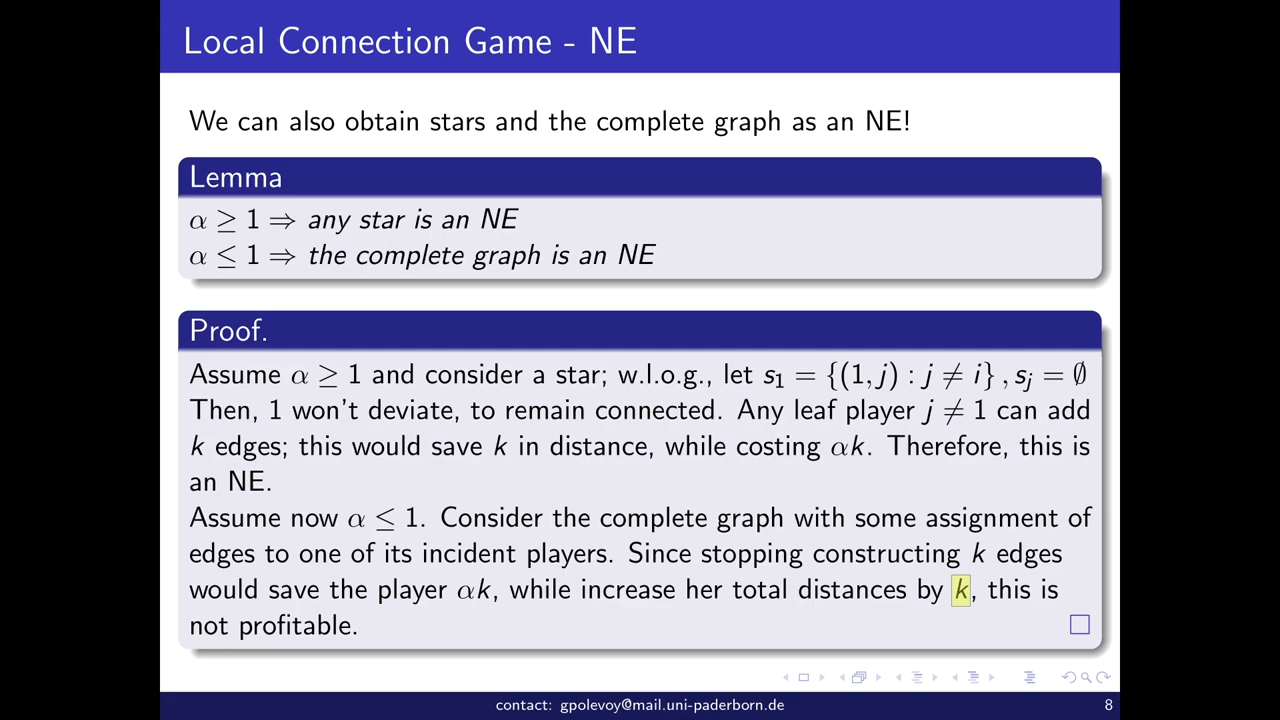 Local Connection Game - NE
We can also obtain stars and the complete graph as an NE!
Lemma
α ≥ 1 ⇒ any star is an NE
α ≤ 1 ⇒ the complete graph is an NE
Proof.
Assume α ≥ 1 and consider a star; w.l.o.g., let s₁ = {(1, j) : j ≠ i} , sⱼ = ∅
Then, 1 won't deviate, to remain connected. Any leaf player j ≠ 1 can add
k edges; this would save k in distance, while costing αk. Therefore, this is
an NE.
Assume now α ≤ 1. Consider the complete graph with some assignment of
edges to one of its incident players. Since stopping constructing k edges
would save the player αk, while increase her total distances by k, this is
not profitable.
contact: gpolevoy@mail.uni-paderborn.de 8